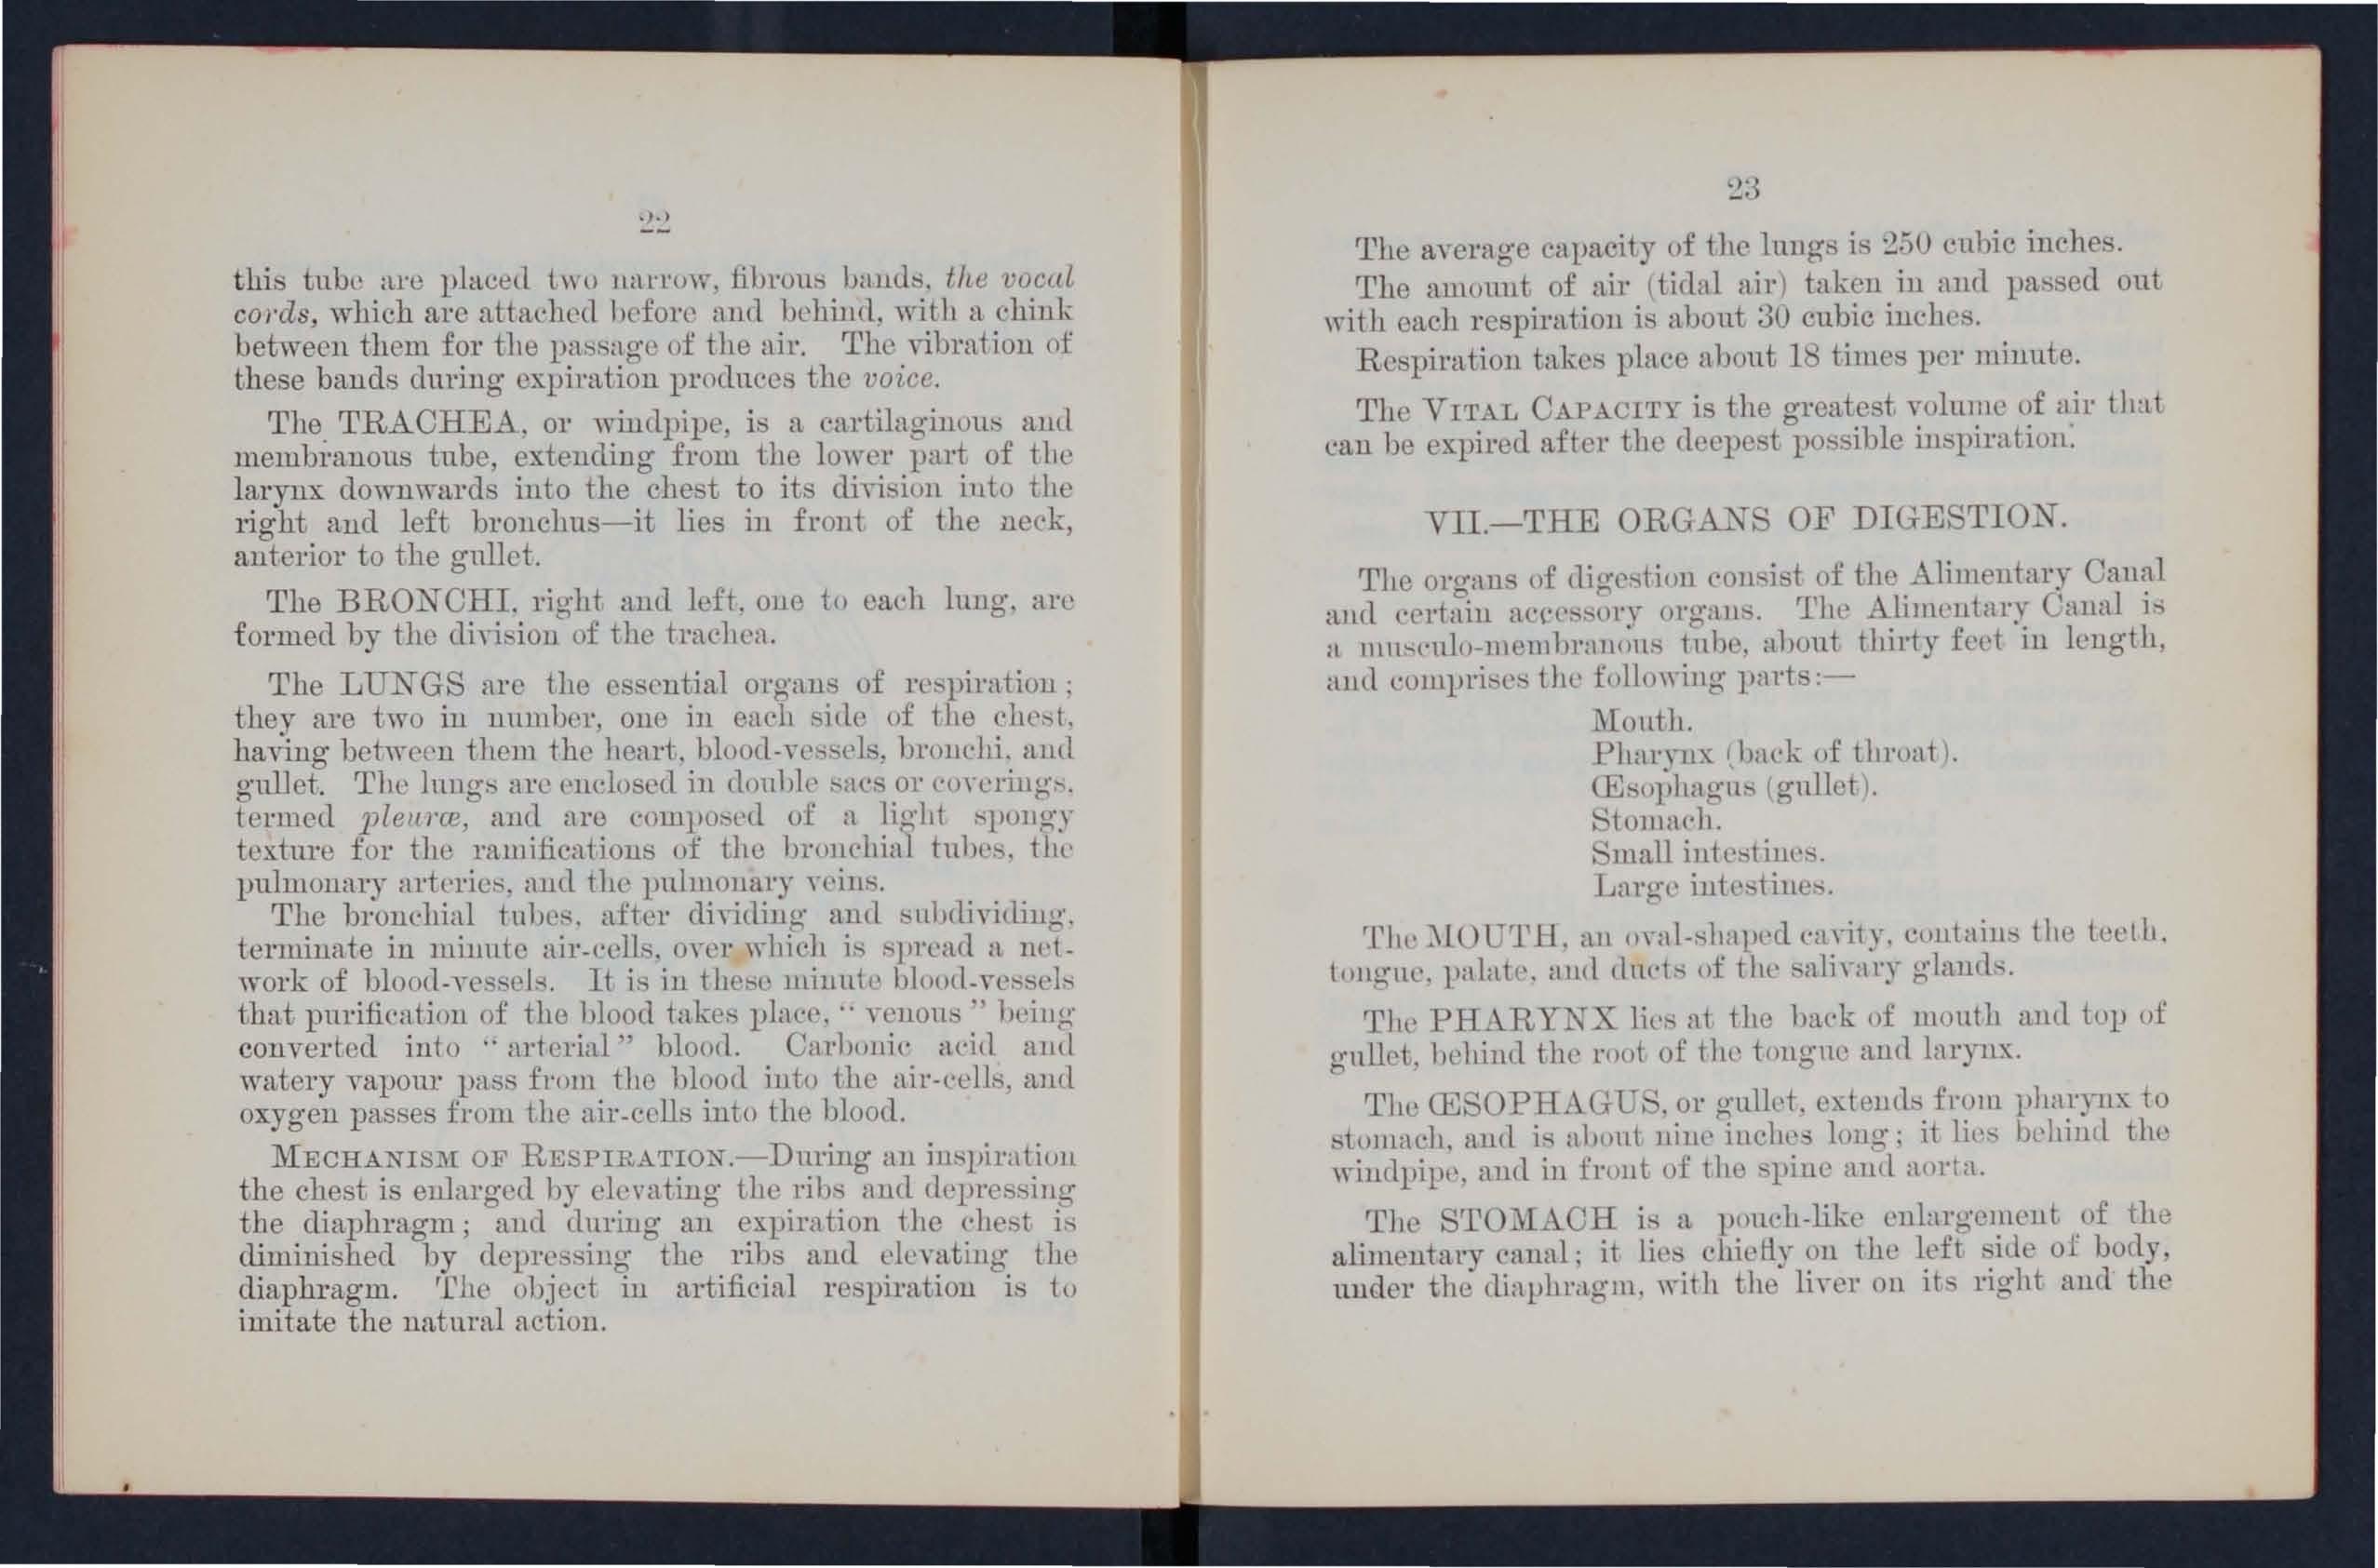 22
this tube are placed two narrow, fibrous bands, the vocal
cords, which are attached before and behind, with a chink
between them for the passage of the air. The vibration of
these bands during expiration produces the voice.
The TRACHEA, or windpipe, is a cartilaginous and
membranous tube, extending from the lower part of the
larynx downwards into the chest to its division into the
right and left bronchus—it lies in front of the neck,
anterior to the gullet.
The BRONCHI, right and left, one to each lung, are
formed by the division of the trachea.
The LUNGS are the essential organs of respiration;
they are two in number, one in each side of the chest,
having between them the heart, blood-vessels, bronchi, and
gullet. The lungs are enclosed in double sacs or coverings,
termed pleuræ, and are composed of a light spongy
texture for the ramifications of the bronchial tubes, the
pulmonary arteries, and the pulmonary veins.
The bronchial tubes, after dividing and subdividing,
terminate in minute air-cells, over which is spread a net-
work of blood-vessels. It is in these minute blood-vessels
that purification of the blood takes place, “ venous ” being
converted into “ arterial ” blood. Carbonic acid and
watery vapour pass from the blood into the air-cells, and
oxygen passes from the air-cells into the blood.
MECHANISM OF RESPIRATION.—During an inspiration
the chest is enlarged by elevating the ribs and depressing
the diaphragm; and during an expiration the chest is
diminished by depressing the ribs and elevating the
diaphragm. The object in artificial respiration is to
imitate the natural action.
23
The average capacity of the lungs is 250 cubic inches.
The amount of air (tidal air) taken in and passed out
with each respiration is about 30 cubic inches.
Respiration takes place about 18 times per minute.
The VITAL CAPACITY is the greatest volume of air that
can be expired after the deepest possible inspiration.
VII.—THE ORGANS OF DIGESTION.
The organs of digestion consist of the Alimentary Canal
and certain accessory organs. The Alimentary Canal is
a musculo-membranous tube, about thirty feet in length,
and comprises the following parts:—
Mouth.
Pharynx (back of throat).
Œsophagus (gullet).
Stomach.
Small intestines.
Large intestines.
The MOUTH, an oval-shaped cavity, contains the teeth,
tongue, palate, and ducts of the salivary glands.
The PHARYNX lies at the back of mouth and top of
gullet, behind the root of the tongue and larynx.
The ŒSOPHAGUS, or gullet, extends from pharynx to
stomach, and is about nine inches long; it lies behind the
windpipe, and in front of the spine and aorta.
The STOMACH is a pouch-like enlargement of the
alimentary canal; it lies chiefly on the left side of body,
under the diaphragm, with the liver on its right and the